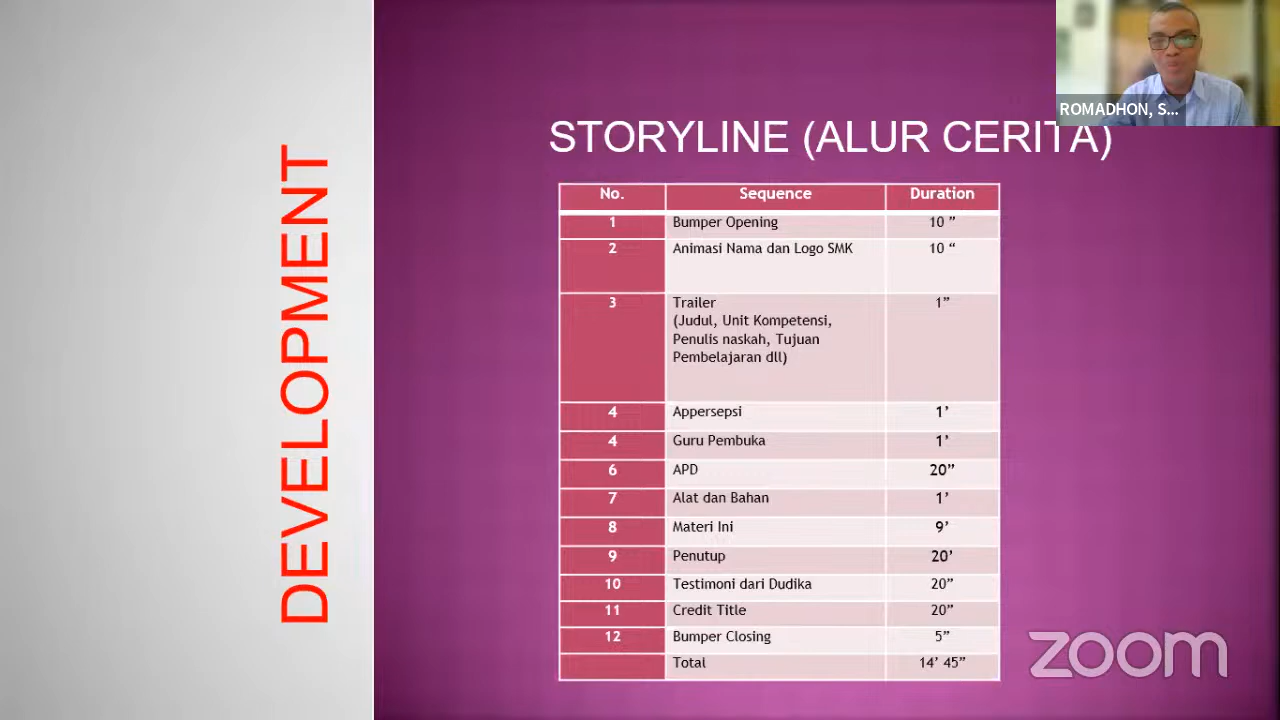 ROMADHON, S...
DEVELOPMENT
STORYLINE (ALUR CERITA)
No. Sequence Duration
1 Bumper Opening 10 ”
2 Animasi Nama dan Logo SMK 10 “
3 Trailer 1”
(Judul, Unit Kompetensi,
Penulis naskah, Tujuan
Pembelajaran dll)
4 Appersepsi 1’
4 Guru Pembuka 1’
6 APD 20”
7 Alat dan Bahan 1’
8 Materi Ini 9’
9 Penutup 20’
10 Testimoni dari Dudika 20”
11 Credit Title 20”
12 Bumper Closing 5”
Total 14’ 45”
zoom